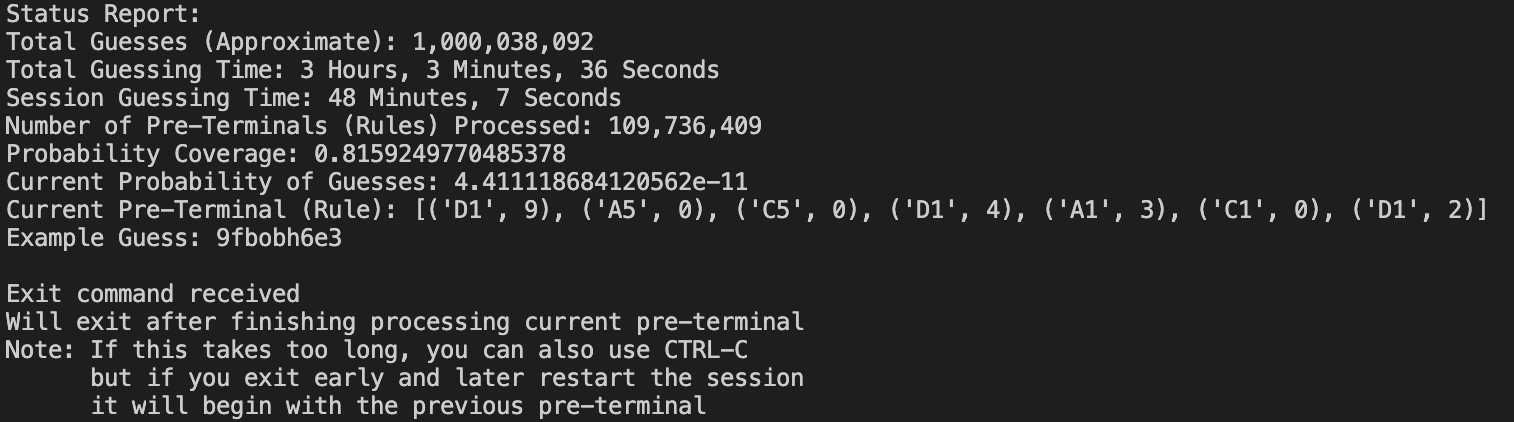 Status Report:
Total Guesses (Approximate): 1,000,038,092
Total Guessing Time: 3 Hours, 3 Minutes, 36 Seconds
Session Guessing Time: 48 Minutes, 7 Seconds
Number of Pre-Terminals (Rules) Processed: 109,736,409
Probability Coverage: 0.8159249770485378
Current Probability of Guesses: 4.411118684120562e-11
Current Pre-Terminal (Rule): [('D1', 9), ('A5', 0), ('C5', 0), ('D1', 4), ('A1', 3), ('C1', 0), ('D1', 2)]
Example Guess: 9fbobh6e3
Exit command received
Will exit after finishing processing current pre-terminal
Note: If this takes too long, you can also use CTRL-C
but if you exit early and later restart the session
it will begin with the previous pre-terminal